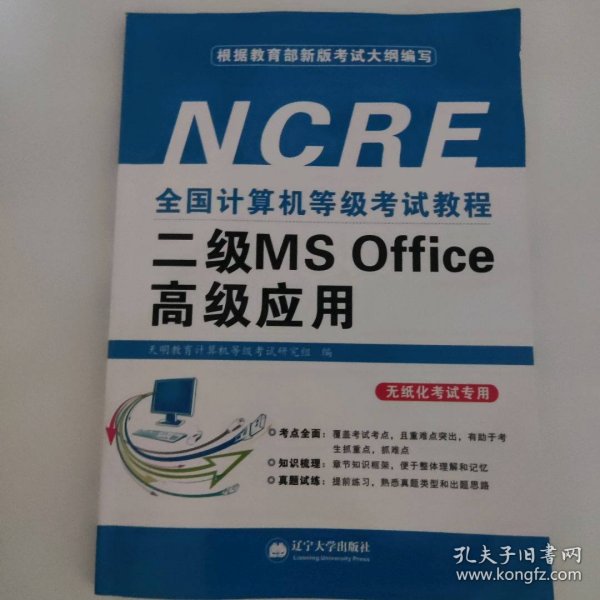 根据教育部新版考试大纲编写
NCRE
全国计算机等级考试教程
二级MS Office
高级应用
天明教育计算机等级考试研究组 编
无纸化考试专用
考点全面：覆盖考试考点，且重难点突出，有助于考
生抓重点，抓难点
知识梳理：章节知识框架，便于整体理解和记忆
真题试练：提前练习，熟悉真题类型和出题思路
辽宁大学出版社
Liaoning University Press
孔夫子旧书网
www.kongfz.com